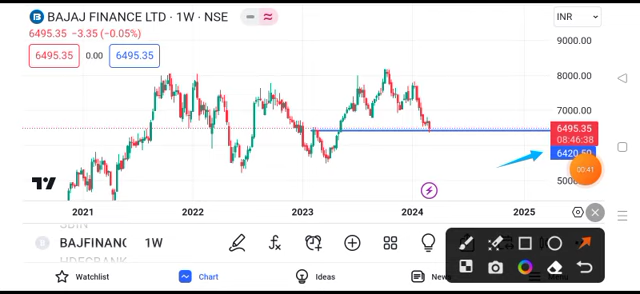 BAJAJ FINANCE LTD · 1W · NSE
INR
6495.35 −3.35 (−0.05%)
6495.35 0.00 6495.35
9000.00
8000.00
7000.00
6495.35
08:46:38
6420.50
00:41
2021 2022 2023 2024 2025
BAJFINANC 1W
HDFCBANK
Watchlist
Chart
Ideas
News